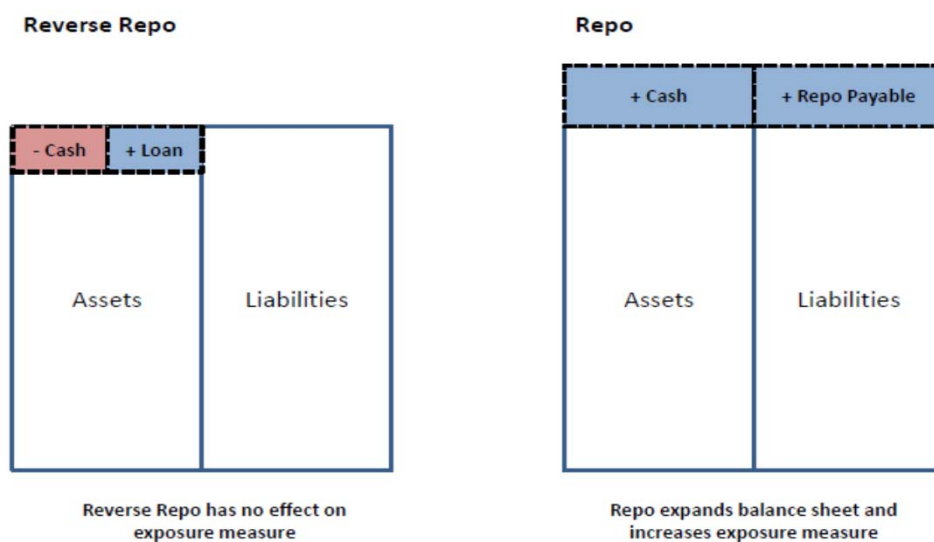 Reverse Repo
- Cash
+ Loan
Assets
Liabilities
Reverse Repo has no effect on
exposure measure
Repo
+ Cash
+ Repo Payable
Assets
Liabilities
Repo expands balance sheet and
increases exposure measure